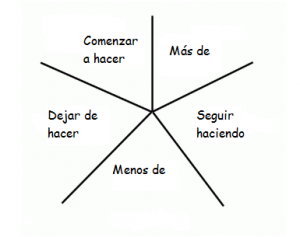 Comenzar
a hacer
Más de
Dejar de
hacer
Seguir
haciendo
Menos de